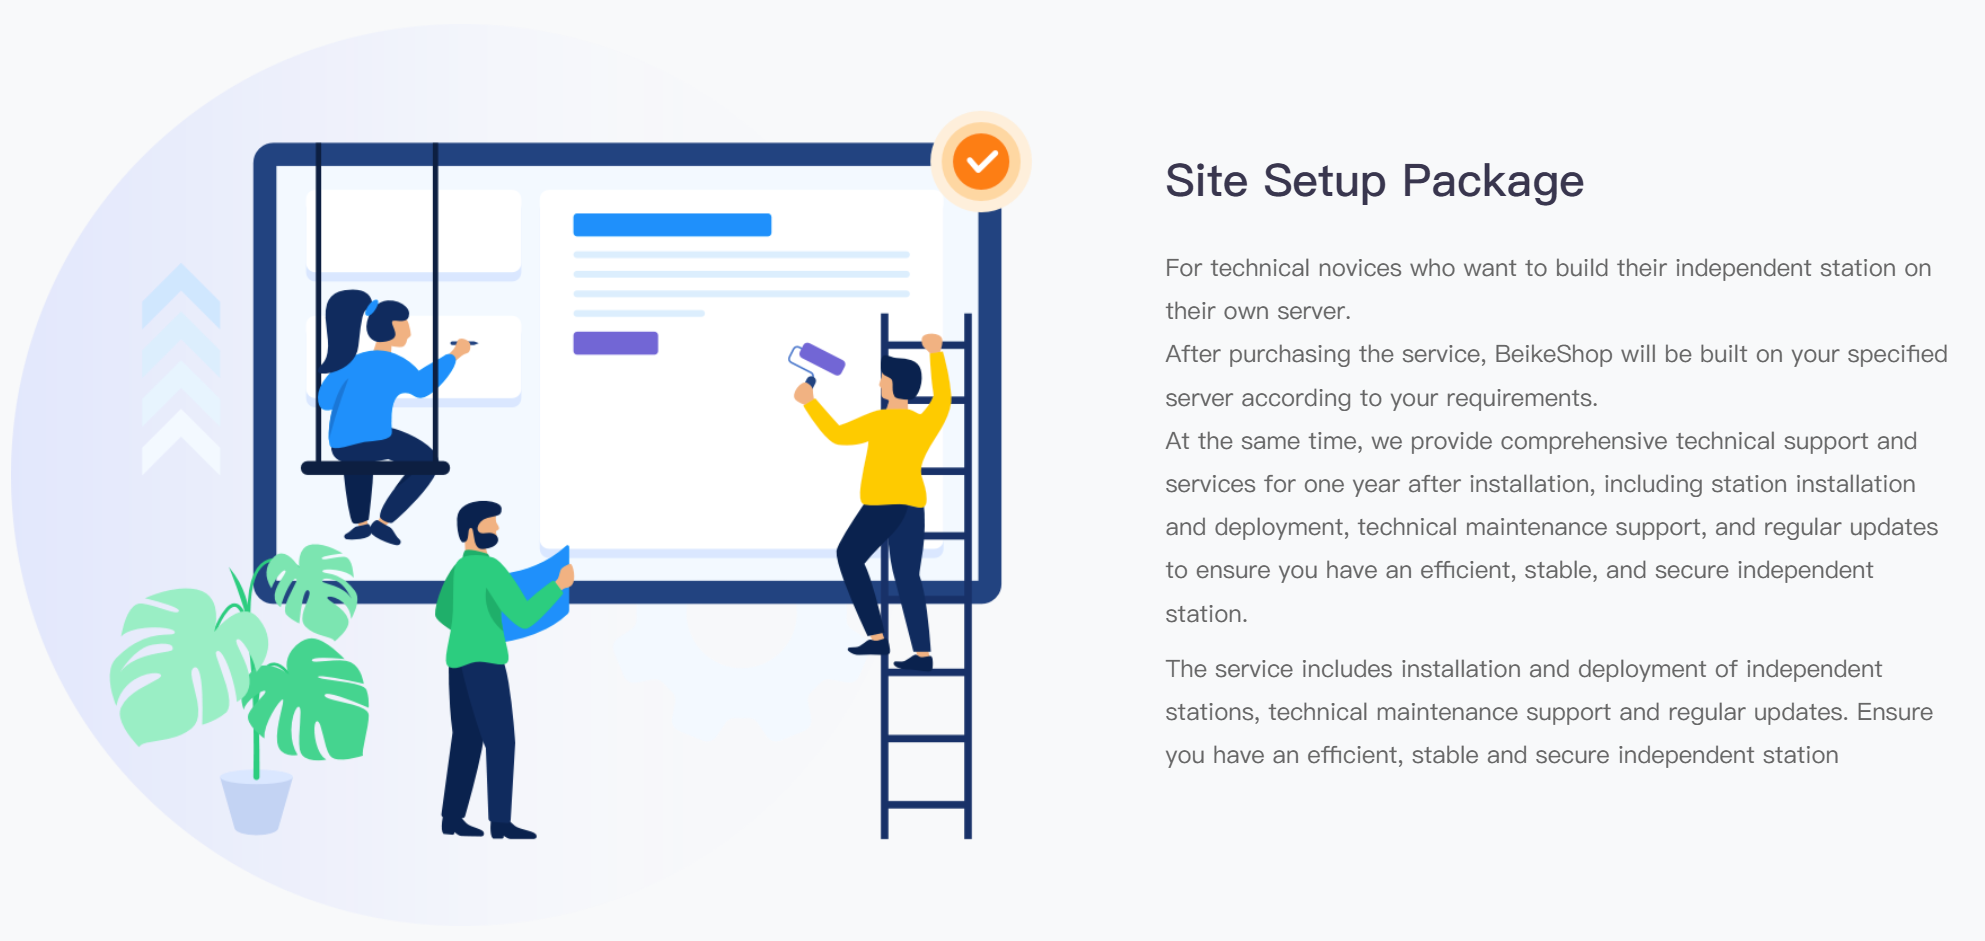 Site Setup Package
For technical novices who want to build their independent station on
their own server.
After purchasing the service, BeikeShop will be built on your specified
server according to your requirements.
At the same time, we provide comprehensive technical support and
services for one year after installation, including station installation
and deployment, technical maintenance support, and regular updates
to ensure you have an efficient, stable, and secure independent
station.
The service includes installation and deployment of independent
stations, technical maintenance support and regular updates. Ensure
you have an efficient, stable and secure independent station